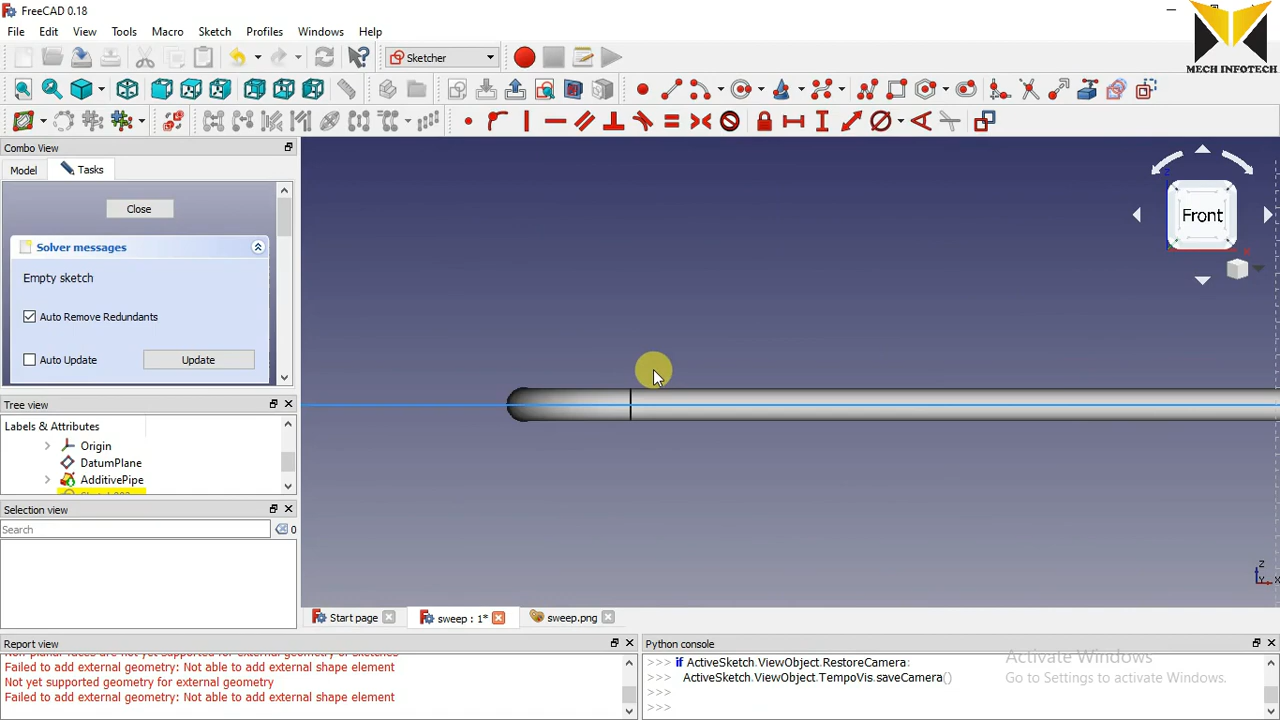 FreeCAD 0.18
File Edit View Tools Macro Sketch Profiles Windows Help
MECH INFOTECH
Sketcher
Combo View
Model Tasks
Close
Solver messages
Empty sketch
Auto Remove Redundants
Auto Update Update
Tree view
Labels & Attributes
Origin
DatumPlane
AdditivePipe
Selection view
Search
0
Front
z
x
Z
Y X
Start page sweep : 1* sweep.png
Report view
Failed to add external geometry: Not able to add external shape element
Not yet supported geometry for external geometry
Failed to add external geometry: Not able to add external shape element
Python console
>>> if ActiveSketch.ViewObject.RestoreCamera:
>>> ActiveSketch.ViewObject.TempoVis.saveCamera()
>>>
>>>
Activate Windows
Go to Settings to activate Windows.